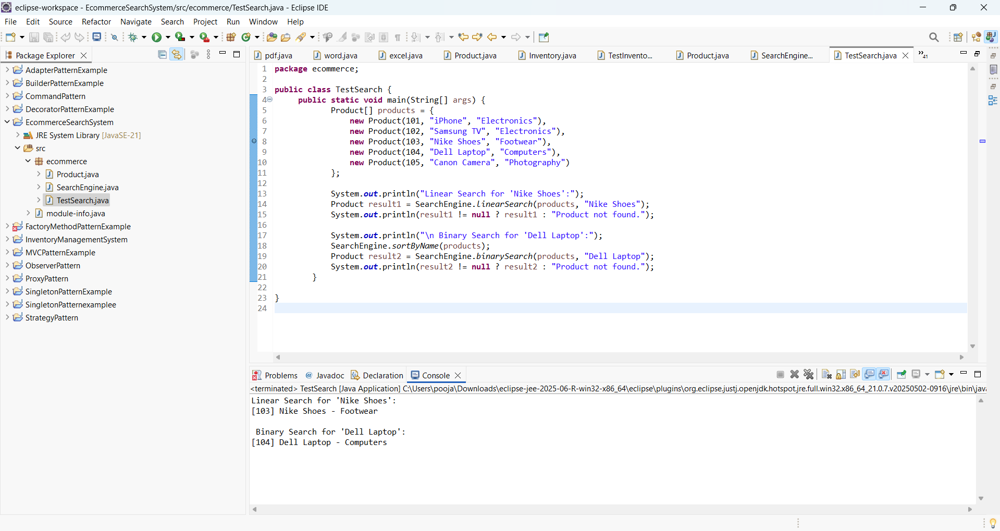 eclipse-workspace - EcommerceSearchSystem/src/ecommerce/TestSearch.java - Eclipse IDE
File Edit Source Refactor Navigate Search Project Run Window Help
Package Explorer
AdapterPatternExample
BuilderPatternExample
CommandPattern
DecoratorPatternExample
EcommerceSearchSystem
JRE System Library [JavaSE-21]
src
ecommerce
Product.java
SearchEngine.java
TestSearch.java
module-info.java
FactoryMethodPatternExample
InventoryManagementSystem
MVCPatternExample
ObserverPattern
ProxyPattern
SingletonPatternExample
SingletonPatternexamplee
StrategyPattern
pdf.java word.java excel.java Product.java Inventory.java TestInvento... Product.java SearchEngine... TestSearch.java »41
1 package ecommerce;
2
3 public class TestSearch {
4 public static void main(String[] args) {
5 Product[] products = {
6 new Product(101, "iPhone", "Electronics"),
7 new Product(102, "Samsung TV", "Electronics"),
8 new Product(103, "Nike Shoes", "Footwear"),
9 new Product(104, "Dell Laptop", "Computers"),
10 new Product(105, "Canon Camera", "Photography")
11 };
12
13 System.out.println("Linear Search for 'Nike Shoes':");
14 Product result1 = SearchEngine.linearSearch(products, "Nike Shoes");
15 System.out.println(result1 != null ? result1 : "Product not found.");
16
17 System.out.println("\n Binary Search for 'Dell Laptop':");
18 SearchEngine.sortByName(products);
19 Product result2 = SearchEngine.binarySearch(products, "Dell Laptop");
20 System.out.println(result2 != null ? result2 : "Product not found.");
21 }
22
23 }
24
Problems @ Javadoc Declaration Console
<terminated> TestSearch [Java Application] C:\Users\pooja\Downloads\eclipse-jee-2025-06-R-win32-x86_64\eclipse\plugins\org.eclipse.justj.openjdk.hotspot.jre.full.win32.x86_64_21.0.7.v20250502-0916\jre\bin\java
Linear Search for 'Nike Shoes':
[103] Nike Shoes - Footwear
Binary Search for 'Dell Laptop':
[104] Dell Laptop - Computers